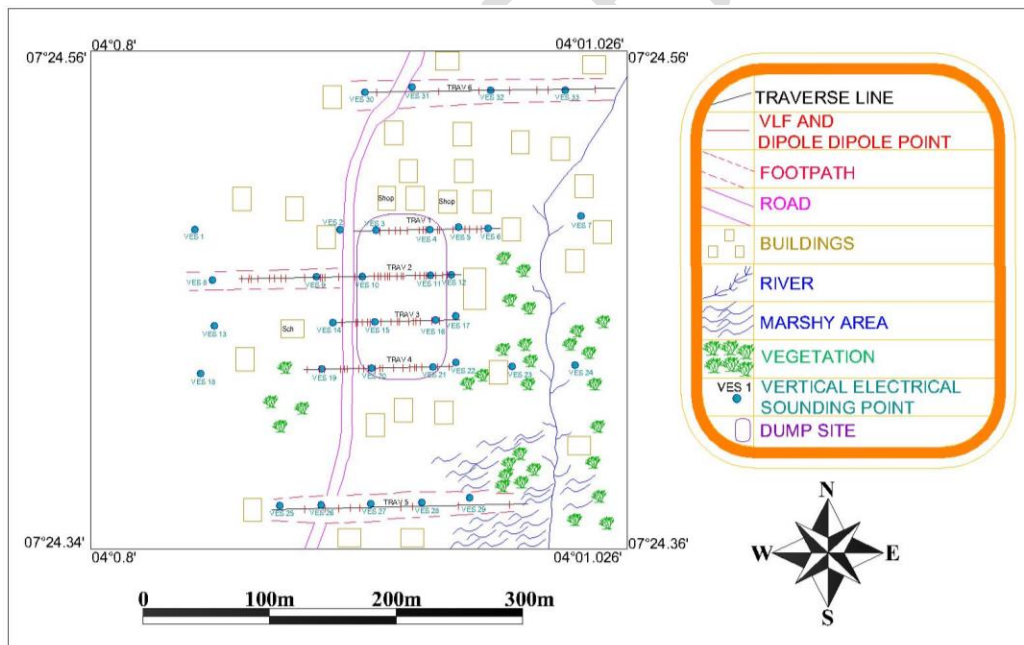 04°0.8'
04°01.026'
07°24.56'
07°24.56'
TRAV 6
VES 30
VES 31
VES 32
VES 33
Shop
Shop
VES 1
VES 2
VES 3
TRAV 1
VES 4
VES 5
VES 6
VES 7
VES 8
VES 9
TRAV 2
VES 10
VES 11
VES 12
VES 13
Sch
VES 14
VES 15
TRAV 3
VES 16
VES 17
VES 18
VES 19
VES 20
TRAV 4
VES 21
VES 22
VES 23
VES 24
VES 25
VES 26
TRAV 5
VES 27
VES 28
VES 29
07°24.34'
07°24.36'
04°0.8'
04°01.026'
0
100m
200m
300m
TRAVERSE LINE
VLF AND
DIPOLE DIPOLE POINT
FOOTPATH
ROAD
BUILDINGS
RIVER
MARSHY AREA
VEGETATION
VES 1
VERTICAL ELECTRICAL
SOUNDING POINT
DUMP SITE
N
W
E
S